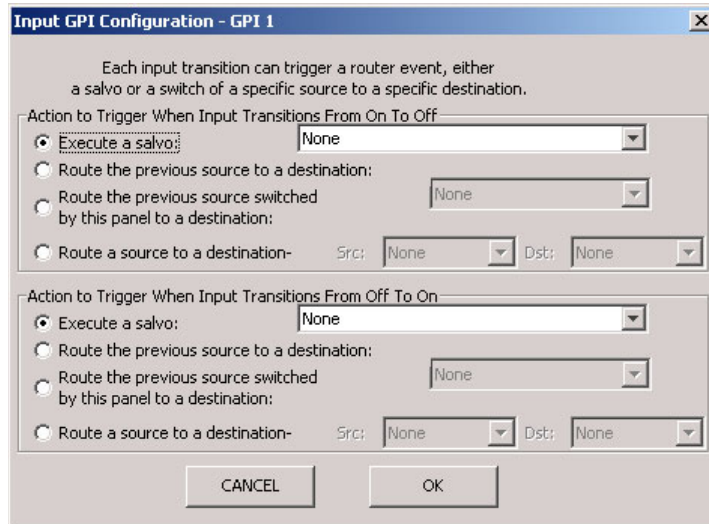 Input GPI Configuration - GPI 1
Each input transition can trigger a router event, either
a salvo or a switch of a specific source to a specific destination.
Action to Trigger When Input Transitions From On To Off
Execute a salvo: None
Route the previous source to a destination:
Route the previous source switched
by this panel to a destination:
None
Route a source to a destination- Src: None Dst: None
Action to Trigger When Input Transitions From Off To On
Execute a salvo: None
Route the previous source to a destination:
Route the previous source switched
by this panel to a destination:
None
Route a source to a destination- Src: None Dst: None
CANCEL OK